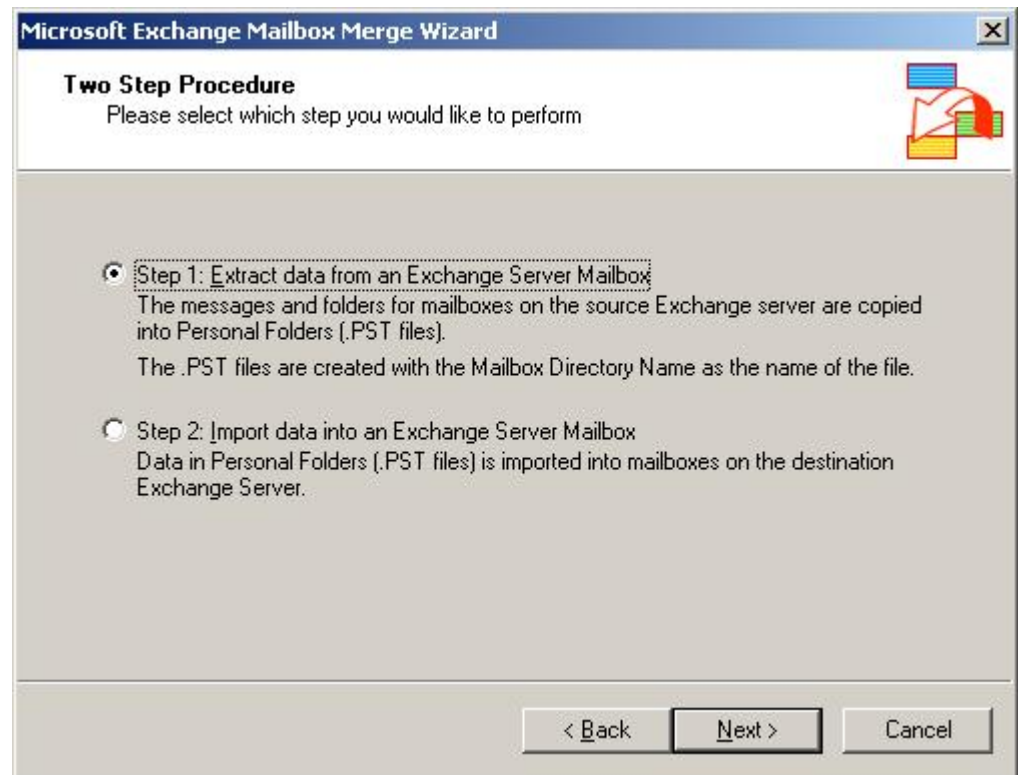 Microsoft Exchange Mailbox Merge Wizard
Two Step Procedure
Please select which step you would like to perform
Step 1: Extract data from an Exchange Server Mailbox
The messages and folders for mailboxes on the source Exchange server are copied
into Personal Folders (.PST files).
The .PST files are created with the Mailbox Directory Name as the name of the file.
Step 2: Import data into an Exchange Server Mailbox
Data in Personal Folders (.PST files) is imported into mailboxes on the destination
Exchange Server.
< Back Next > Cancel